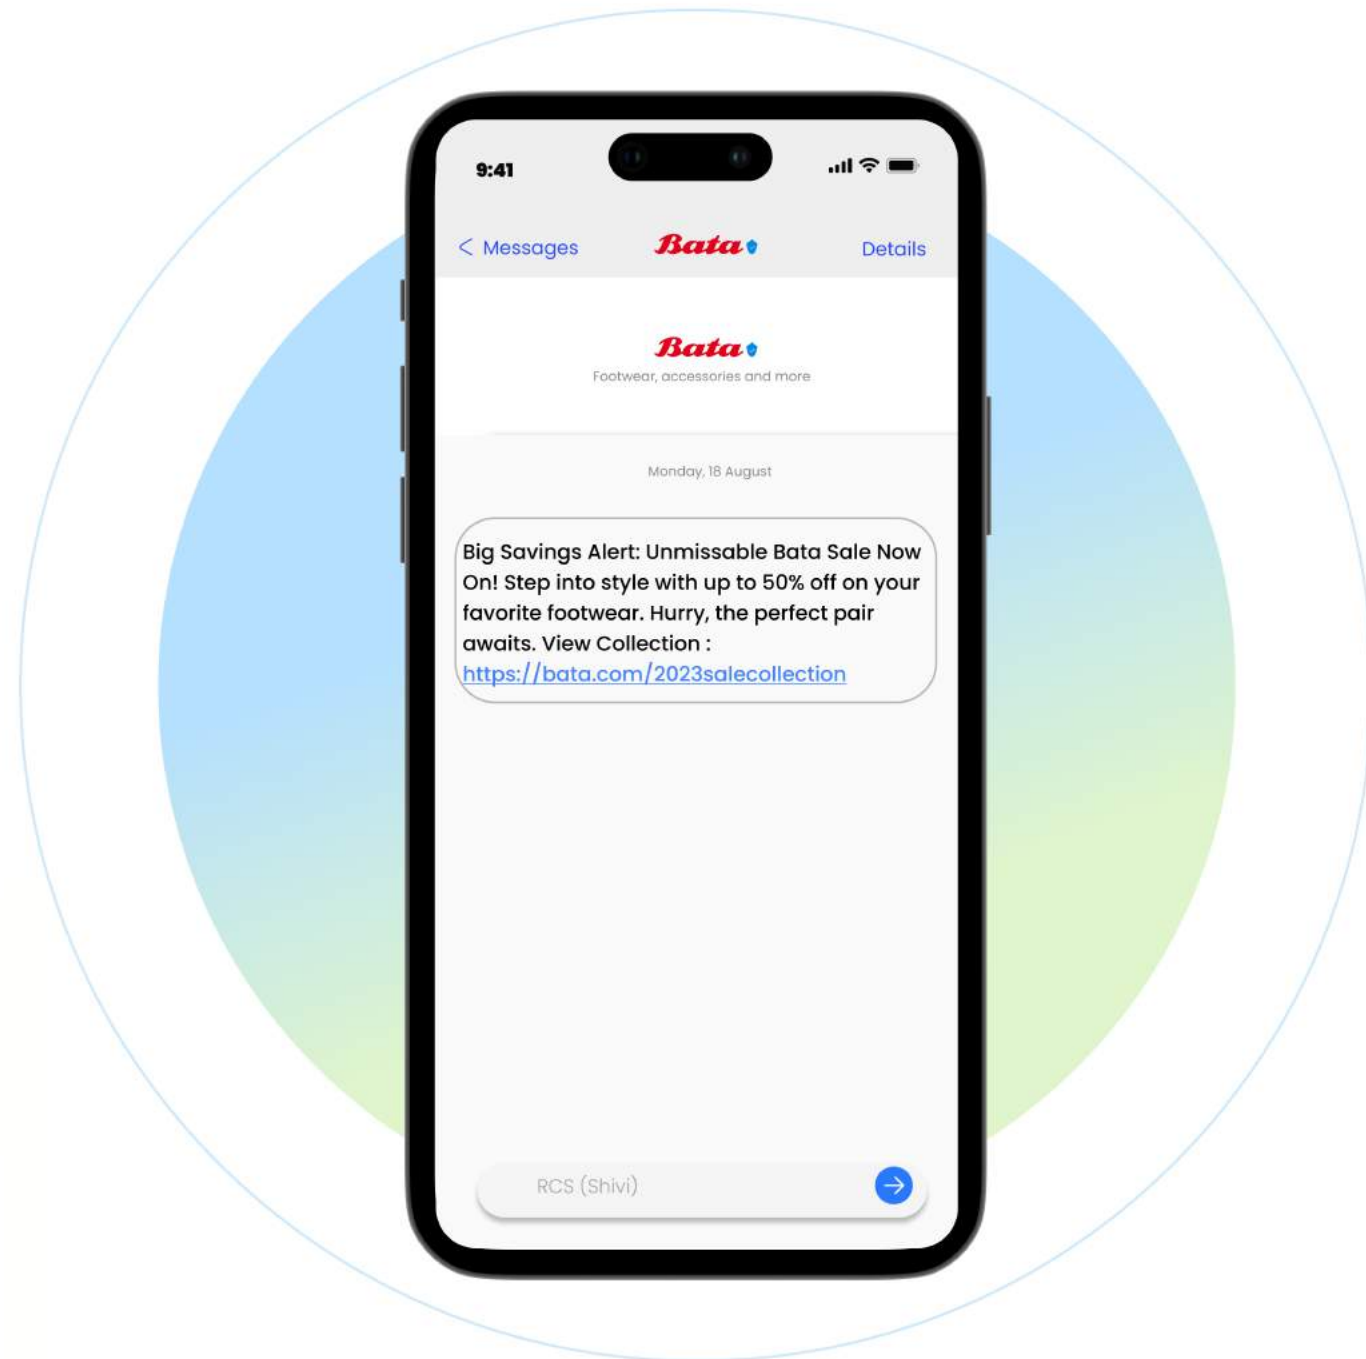 9:41
< Messages
Bata
Details
Bata
Footwear, accessories and more
Monday, 18 August
Big Savings Alert: Unmissable Bata Sale Now
On! Step into style with up to 50% off on your
favorite footwear. Hurry, the perfect pair
awaits. View Collection :
https://bata.com/2023salecollection
RCS (Shivi)